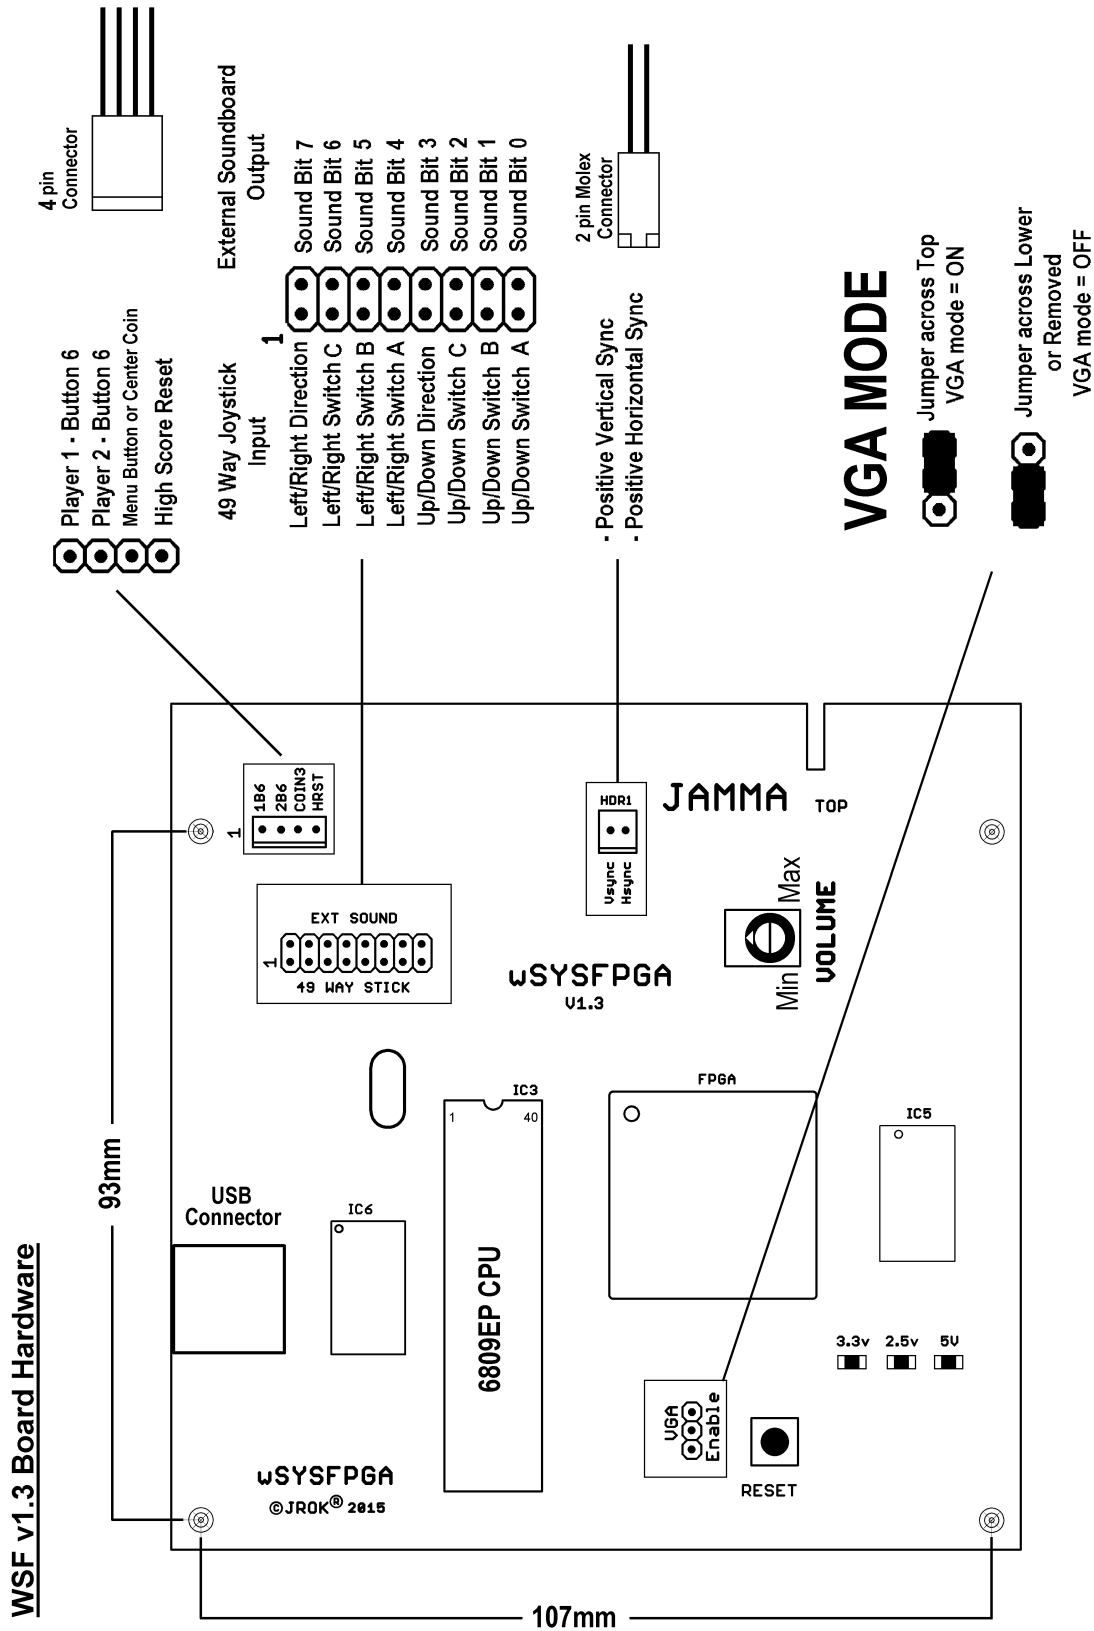 WSF v1.3 Board Hardware
4 pin
Connector
Player 1 - Button 6
Player 2 - Button 6
Menu Button or Center Coin
High Score Reset
49 Way Joystick
Input
External Soundboard
Output
1
Left/Right Direction
Sound Bit 7
Left/Right Switch C
Sound Bit 6
Left/Right Switch B
Sound Bit 5
Left/Right Switch A
Sound Bit 4
Up/Down Direction
Sound Bit 3
Up/Down Switch C
Sound Bit 2
Up/Down Switch B
Sound Bit 1
Up/Down Switch A
Sound Bit 0
2 pin Molex
Connector
- Positive Vertical Sync
- Positive Horizontal Sync
VGA MODE
Jumper across Top
VGA mode = ON
Jumper across Lower
or Removed
VGA mode = OFF
1
1B6
2B6
COIN3
HRST
EXT SOUND
1
49 WAY STICK
HDR1
Vsync
Hsync
JAMMA
TOP
Max
Min
VOLUME
wSYSFPGA
V1.3
FPGA
IC3
1
40
6809EP CPU
IC5
IC6
USB
Connector
93mm
3.3v
2.5v
5V
VGA
Enable
RESET
wSYSFPGA
©JROK® 2015
107mm